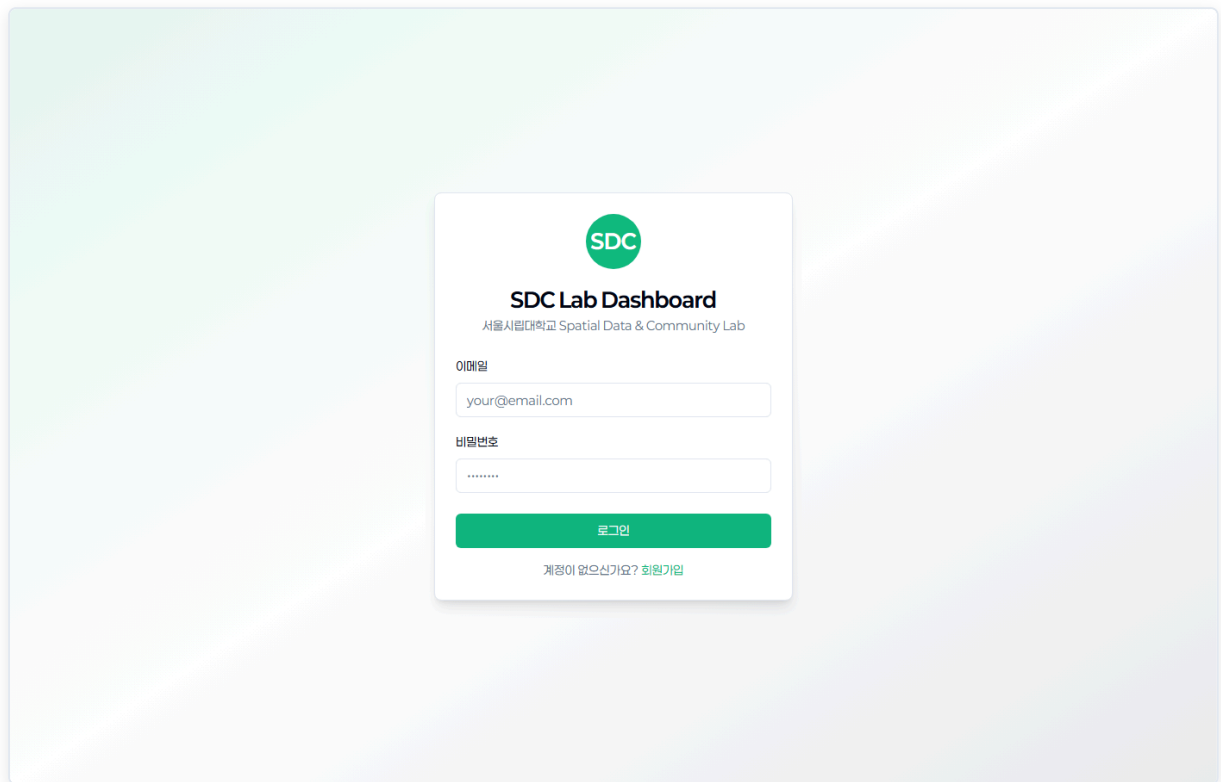 SDC
SDC Lab Dashboard
서울시립대학교 Spatial Data & Community Lab
이메일
your@email.com
비밀번호
••••••••
로그인
계정이 없으신가요? 회원가입